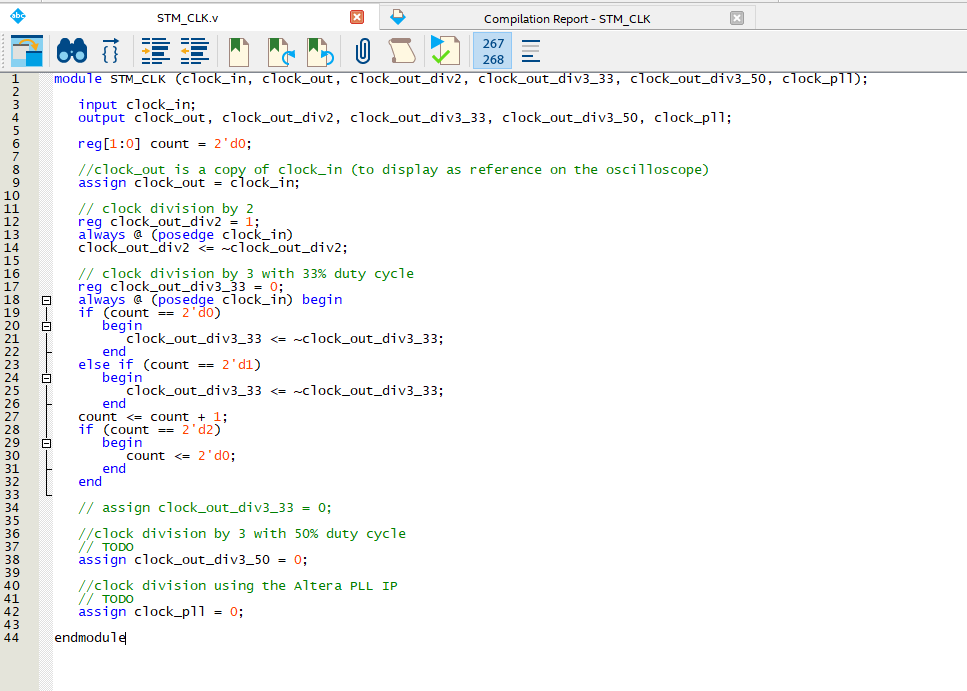 abc STM_CLK.v Compilation Report - STM_CLK
267
268
1 module STM_CLK (clock_in, clock_out, clock_out_div2, clock_out_div3_33, clock_out_div3_50, clock_pll);
2
3 input clock_in;
4 output clock_out, clock_out_div2, clock_out_div3_33, clock_out_div3_50, clock_pll;
5
6 reg[1:0] count = 2'd0;
7
8 //clock_out is a copy of clock_in (to display as reference on the oscilloscope)
9 assign clock_out = clock_in;
10
11 // clock division by 2
12 reg clock_out_div2 = 1;
13 always @ (posedge clock_in)
14 clock_out_div2 <= ~clock_out_div2;
15
16 // clock division by 3 with 33% duty cycle
17 reg clock_out_div3_33 = 0;
18 always @ (posedge clock_in) begin
19 if (count == 2'd0)
20 begin
21 clock_out_div3_33 <= ~clock_out_div3_33;
22 end
23 else if (count == 2'd1)
24 begin
25 clock_out_div3_33 <= ~clock_out_div3_33;
26 end
27 count <= count + 1;
28 if (count == 2'd2)
29 begin
30 count <= 2'd0;
31 end
32 end
33
34 // assign clock_out_div3_33 = 0;
35
36 //clock division by 3 with 50% duty cycle
37 // TODO
38 assign clock_out_div3_50 = 0;
39
40 //clock division using the Altera PLL IP
41 // TODO
42 assign clock_pll = 0;
43
44 endmodule